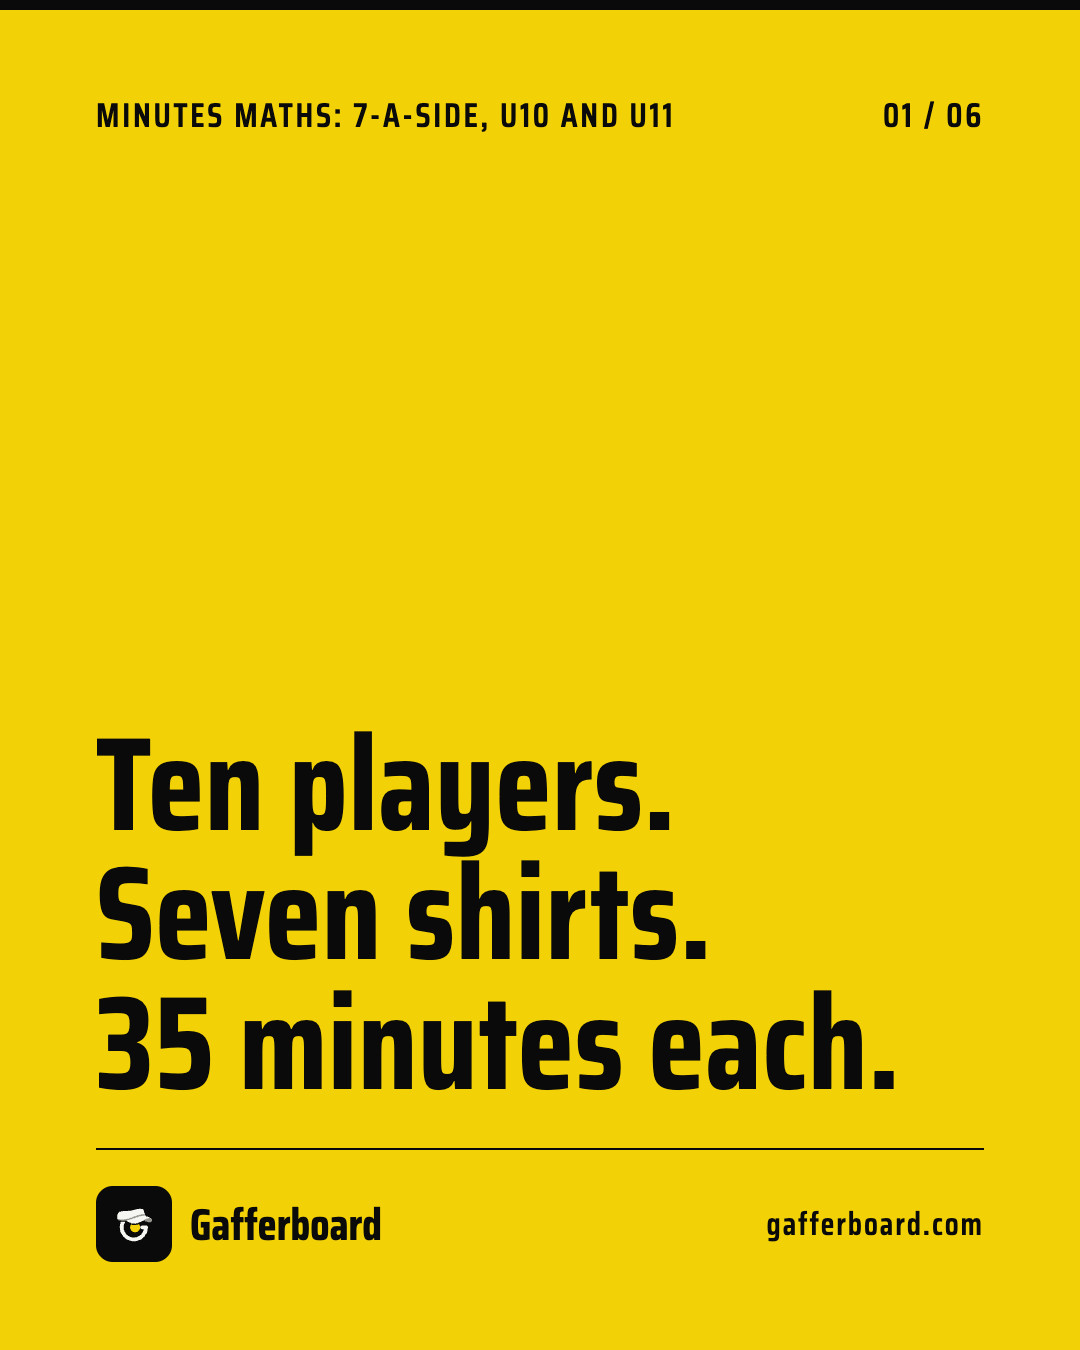 MINUTES MATHS: 7-A-SIDE, U10 AND U11
01 / 06
Ten players.
Seven shirts.
35 minutes each.
Gafferboard
gafferboard.com